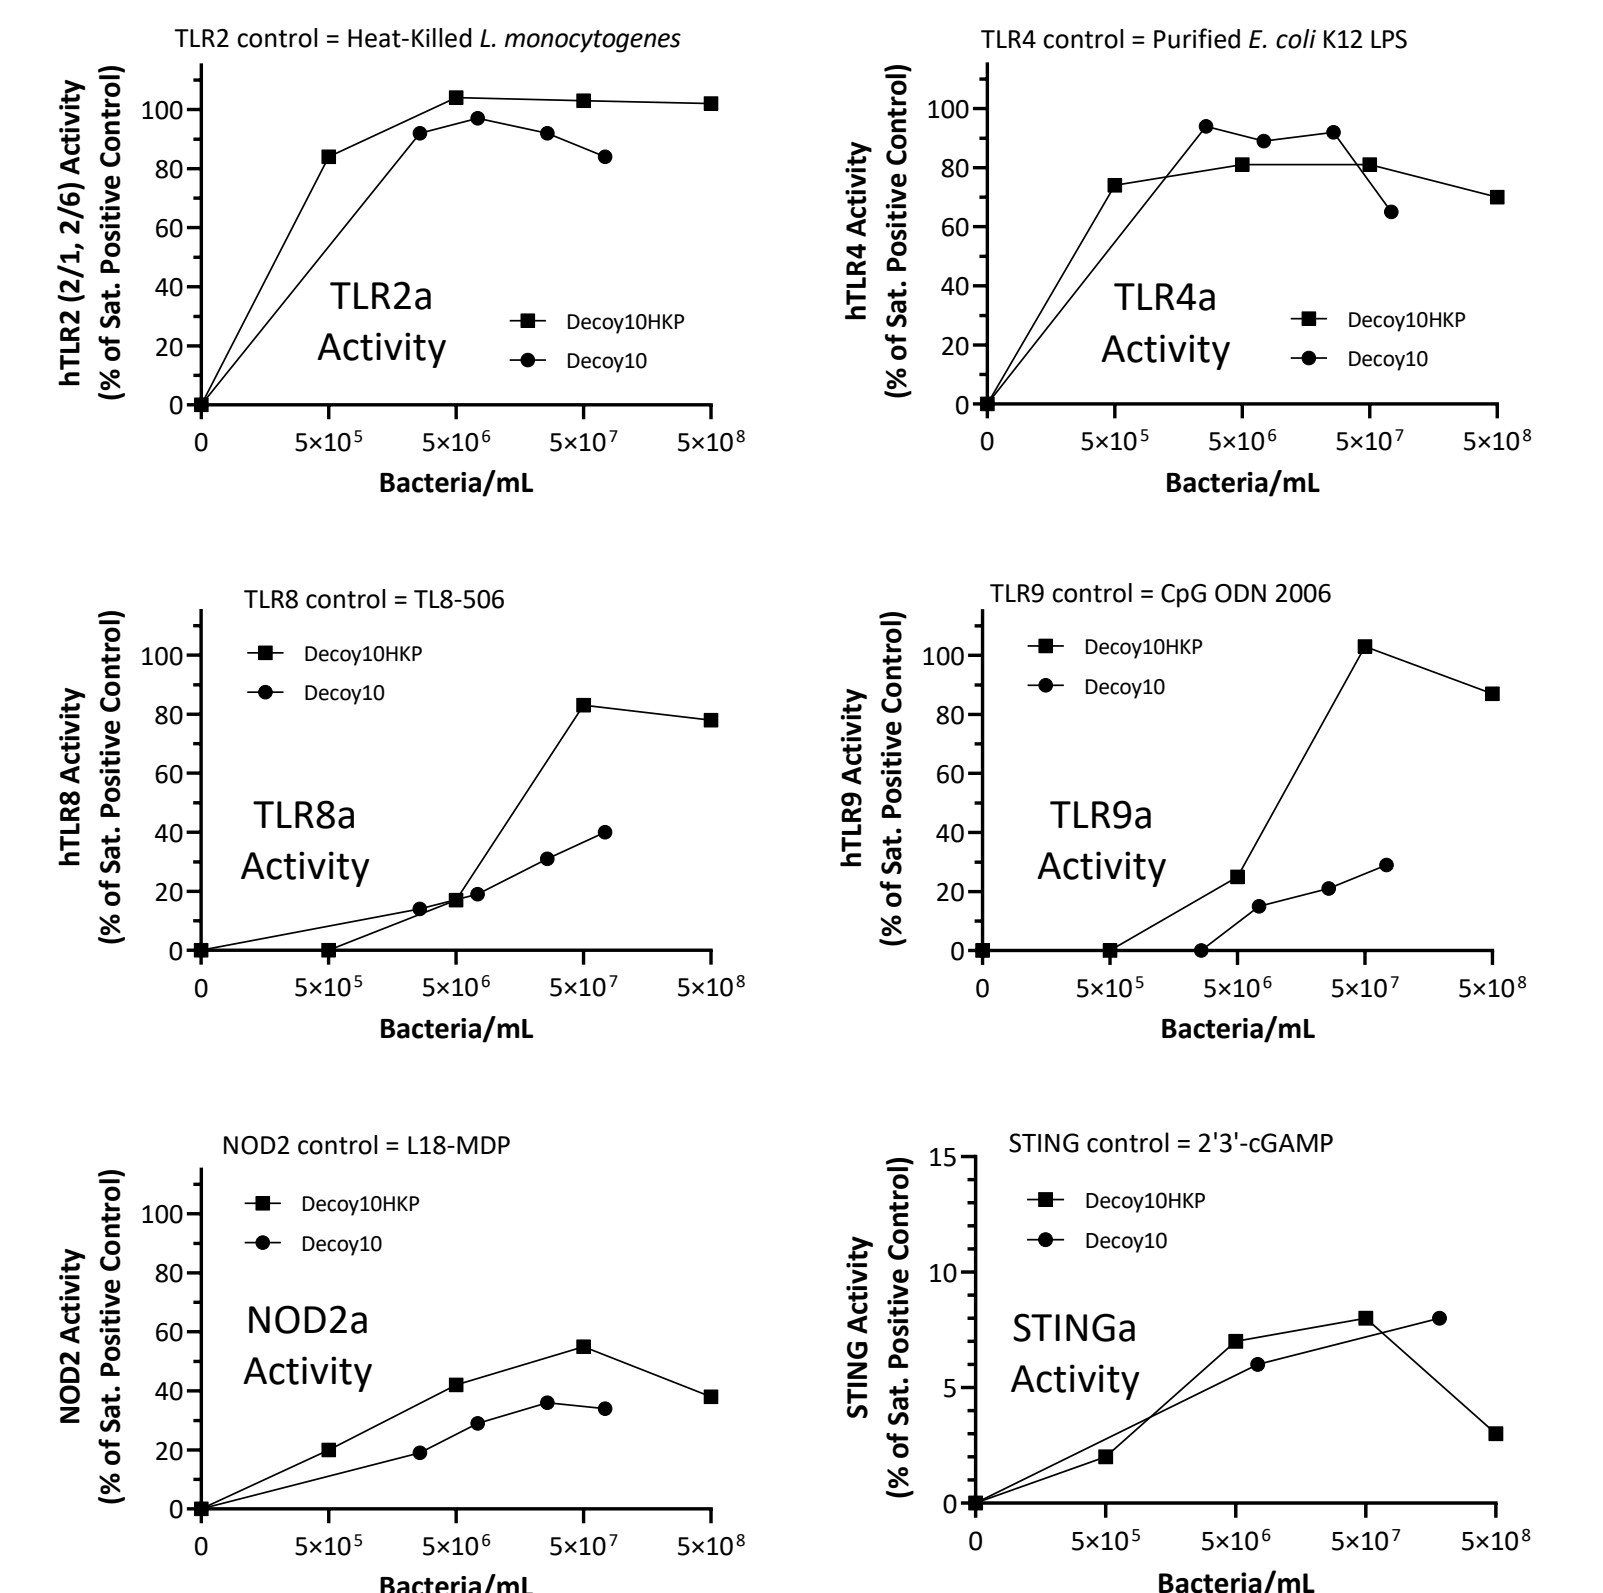 TLR2 control = Heat-Killed L. monocytogenes
hTLR2 (2/1, 2/6) Activity
(% of Sat. Positive Control)
100
80
60
40
20
0
TLR2a
Activity
Decoy10HKP
Decoy10
0 5×10⁵ 5×10⁶ 5×10⁷ 5×10⁸
Bacteria/mL
TLR4 control = Purified E. coli K12 LPS
hTLR4 Activity
(% of Sat. Positive Control)
100
80
60
40
20
0
TLR4a
Activity
Decoy10HKP
Decoy10
0 5×10⁵ 5×10⁶ 5×10⁷ 5×10⁸
Bacteria/mL
TLR8 control = TL8-506
hTLR8 Activity
(% of Sat. Positive Control)
100
80
60
40
20
0
Decoy10HKP
Decoy10
TLR8a
Activity
0 5×10⁵ 5×10⁶ 5×10⁷ 5×10⁸
Bacteria/mL
TLR9 control = CpG ODN 2006
hTLR9 Activity
(% of Sat. Positive Control)
100
80
60
40
20
0
Decoy10HKP
Decoy10
TLR9a
Activity
0 5×10⁵ 5×10⁶ 5×10⁷ 5×10⁸
Bacteria/mL
NOD2 control = L18-MDP
NOD2 Activity
(% of Sat. Positive Control)
100
80
60
40
20
0
Decoy10HKP
Decoy10
NOD2a
Activity
0 5×10⁵ 5×10⁶ 5×10⁷ 5×10⁸
Bacteria/mL
STING control = 2'3'-cGAMP
STING Activity
(% of Sat. Positive Control)
15
10
5
0
Decoy10HKP
Decoy10
STINGa
Activity
0 5×10⁵ 5×10⁶ 5×10⁷ 5×10⁸
Bacteria/mL